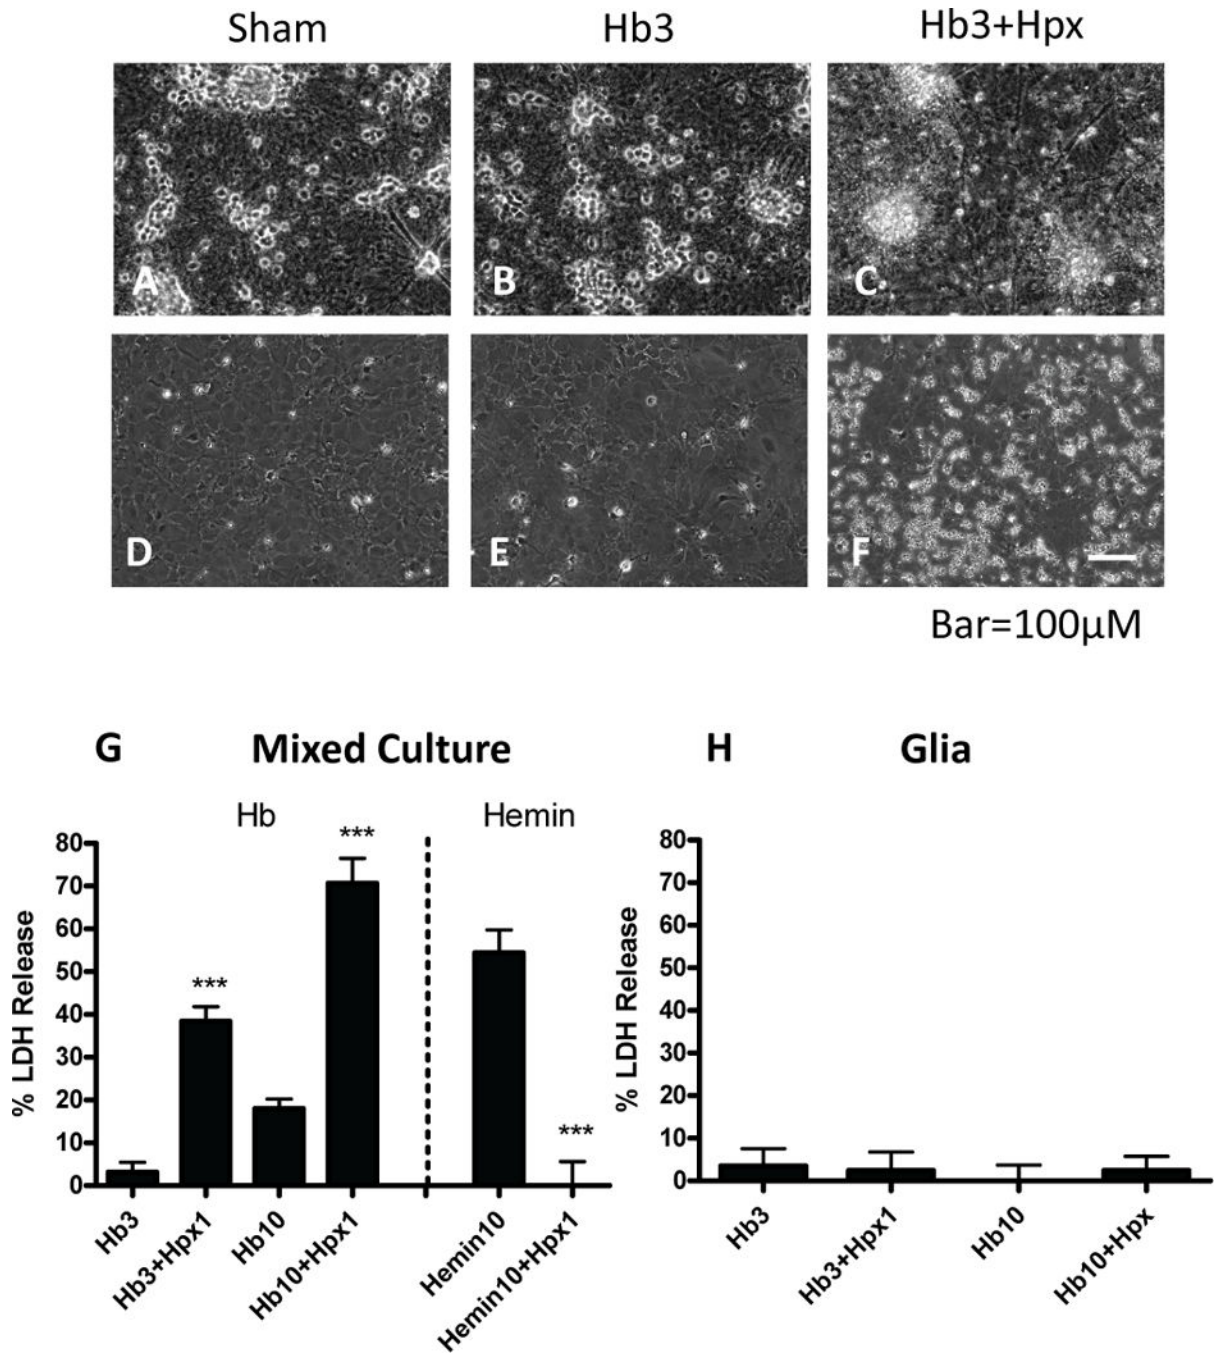 Sham Hb3 Hb3+Hpx
A B C
D E F
Bar=100µM
G Mixed Culture H Glia
Hb Hemin
% LDH Release
80
70
60
50
40
30
20
10
0
***
***
***
Hb3
Hb3+Hpx1
Hb10
Hb10+Hpx1
Hemin10
Hemin10+Hpx1
% LDH Release
80
70
60
50
40
30
20
10
0
Hb3
Hb3+Hpx1
Hb10
Hb10+Hpx